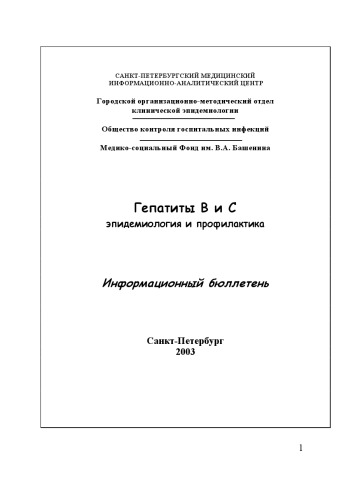 САНКТ-ПЕТЕРБУРГСКИЙ МЕДИЦИНСКИЙ
ИНФОРМАЦИОННО-АНАЛИТИЧЕСКИЙ ЦЕНТР
Городской организационно-методический отдел
клинической эпидемиологии
Общество контроля госпитальных инфекций
Медико-социальный Фонд им. В.А. Башенина
Гепатиты В и С
эпидемиология и профилактика
Информационный бюллетень
Санкт-Петербург
2003
1